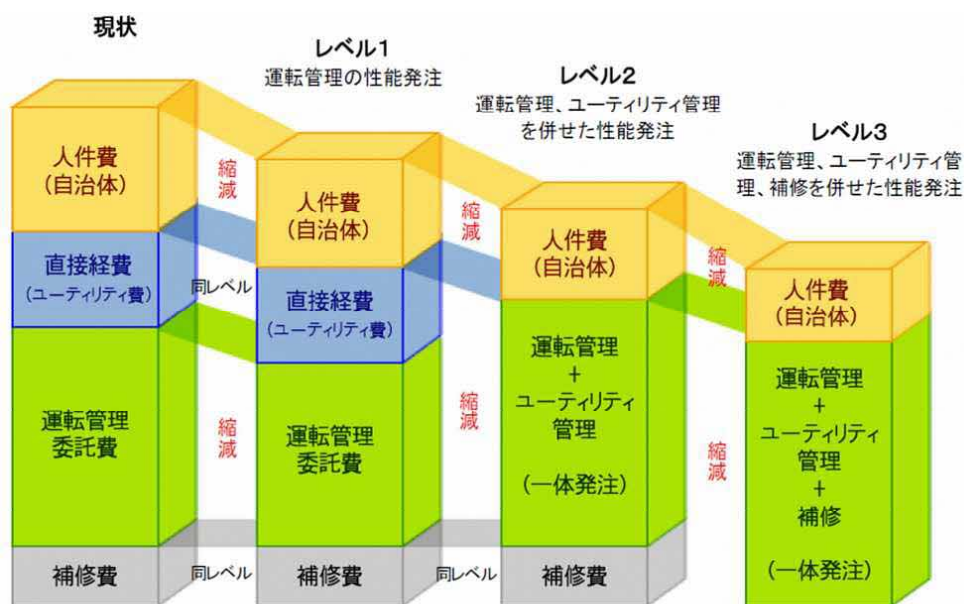 現状
人件費
(自治体)
直接経費
(ユーティリティ費)
運転管理
委託費
補修費
縮減
同レベル
縮減
同レベル
レベル1
運転管理の性能発注
人件費
(自治体)
直接経費
(ユーティリティ費)
運転管理
委託費
補修費
縮減
縮減
同レベル
レベル2
運転管理、ユーティリティ管理
を併せた性能発注
人件費
(自治体)
運転管理
+
ユーティリティ
管理
(一体発注)
補修費
縮減
縮減
レベル3
運転管理、ユーティリティ管
理、補修を併せた性能発注
人件費
(自治体)
運転管理
+
ユーティリティ
管理
+
補修
(一体発注)